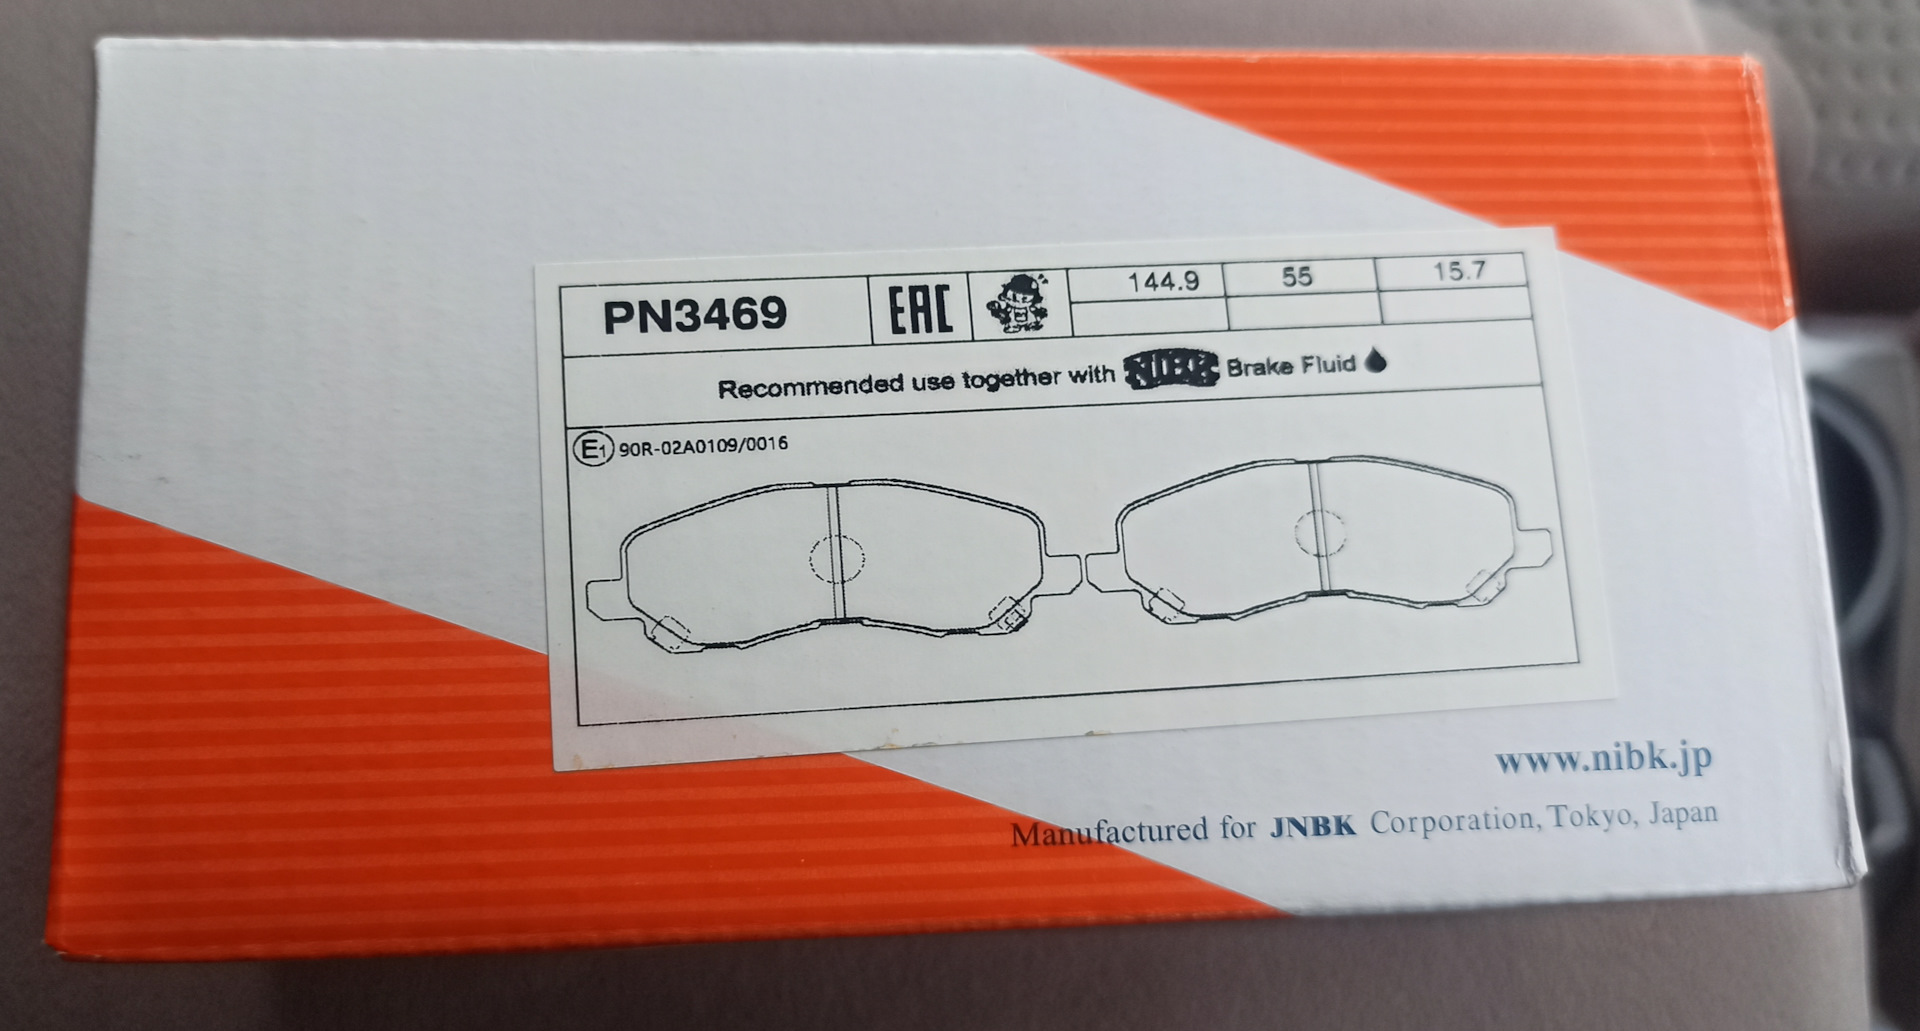 PN3469 EAC 144.9 55 15.7
Recommended use together with NIBK Brake Fluid
E1 90R-02A0109/0016
www.nibk.jp
Manufactured for JNBK Corporation, Tokyo, Japan